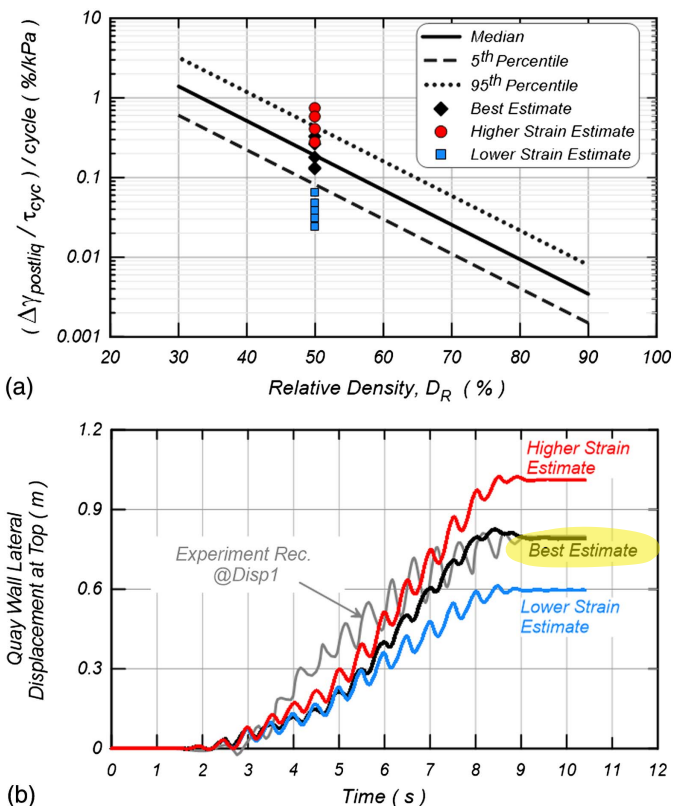 10
1
0.1
0.01
0.001
( Δγpostliq / τcyc ) / cycle ( %/kPa )
Median
5th Percentile
95th Percentile
Best Estimate
Higher Strain Estimate
Lower Strain Estimate
20 30 40 50 60 70 80 90 100
(a)
Relative Density, DR ( % )
1.2
0.9
0.6
0.3
0
Quay Wall Lateral
Displacement at Top ( m )
Higher Strain
Estimate
Experiment Rec.
@Disp1
Best Estimate
Lower Strain
Estimate
0 1 2 3 4 5 6 7 8 9 10 11 12
(b)
Time ( s )